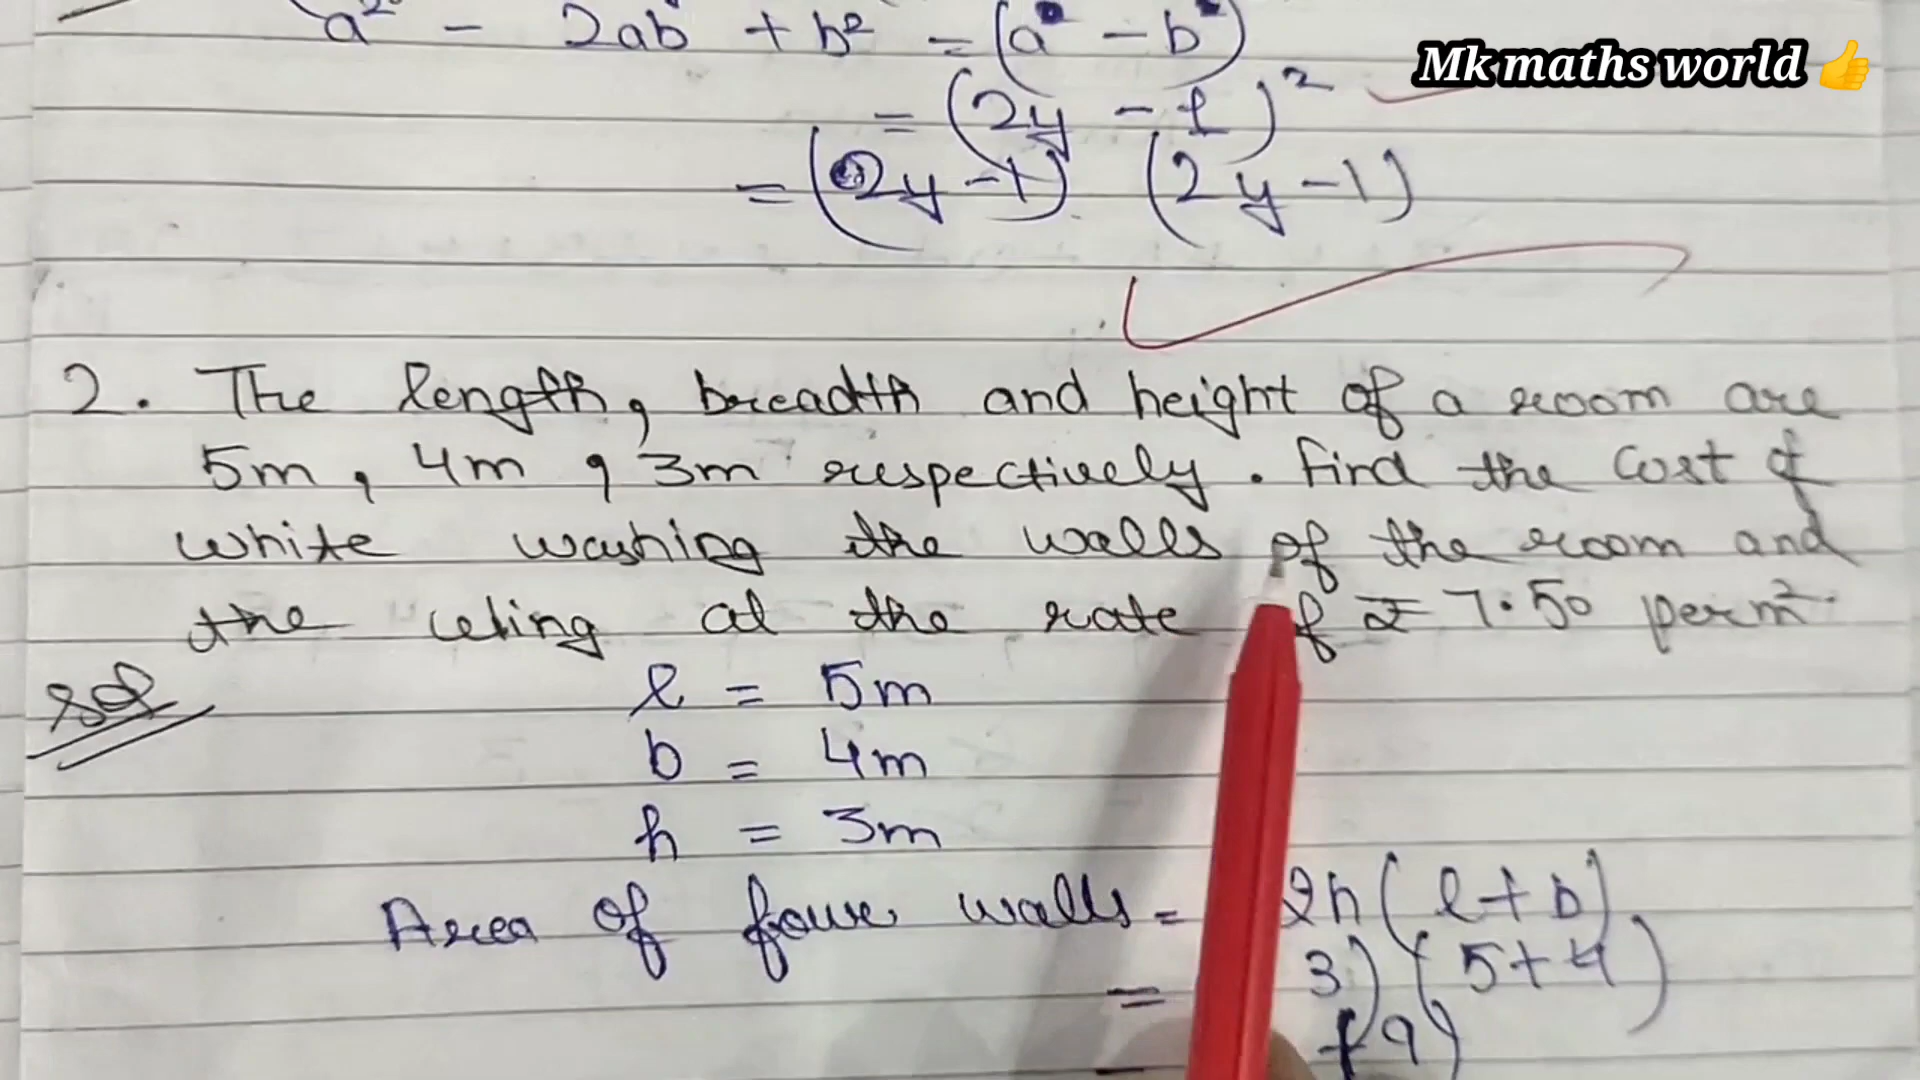 a² - 2ab + b² = (a - b)
Mk maths world 👍
= (2y - 1)²
= (2y - 1) (2y - 1)
2. The length, breadth and height of a room are
5m, 4m, 3m respectively. Find the cost of
white washing the walls of the room and
the celing at the rate of ₹ 7.50 per m².
Sol
l = 5m
b = 4m
h = 3m
Area of four walls = 2h(l+b)
= 3) (5+4)
= (9)